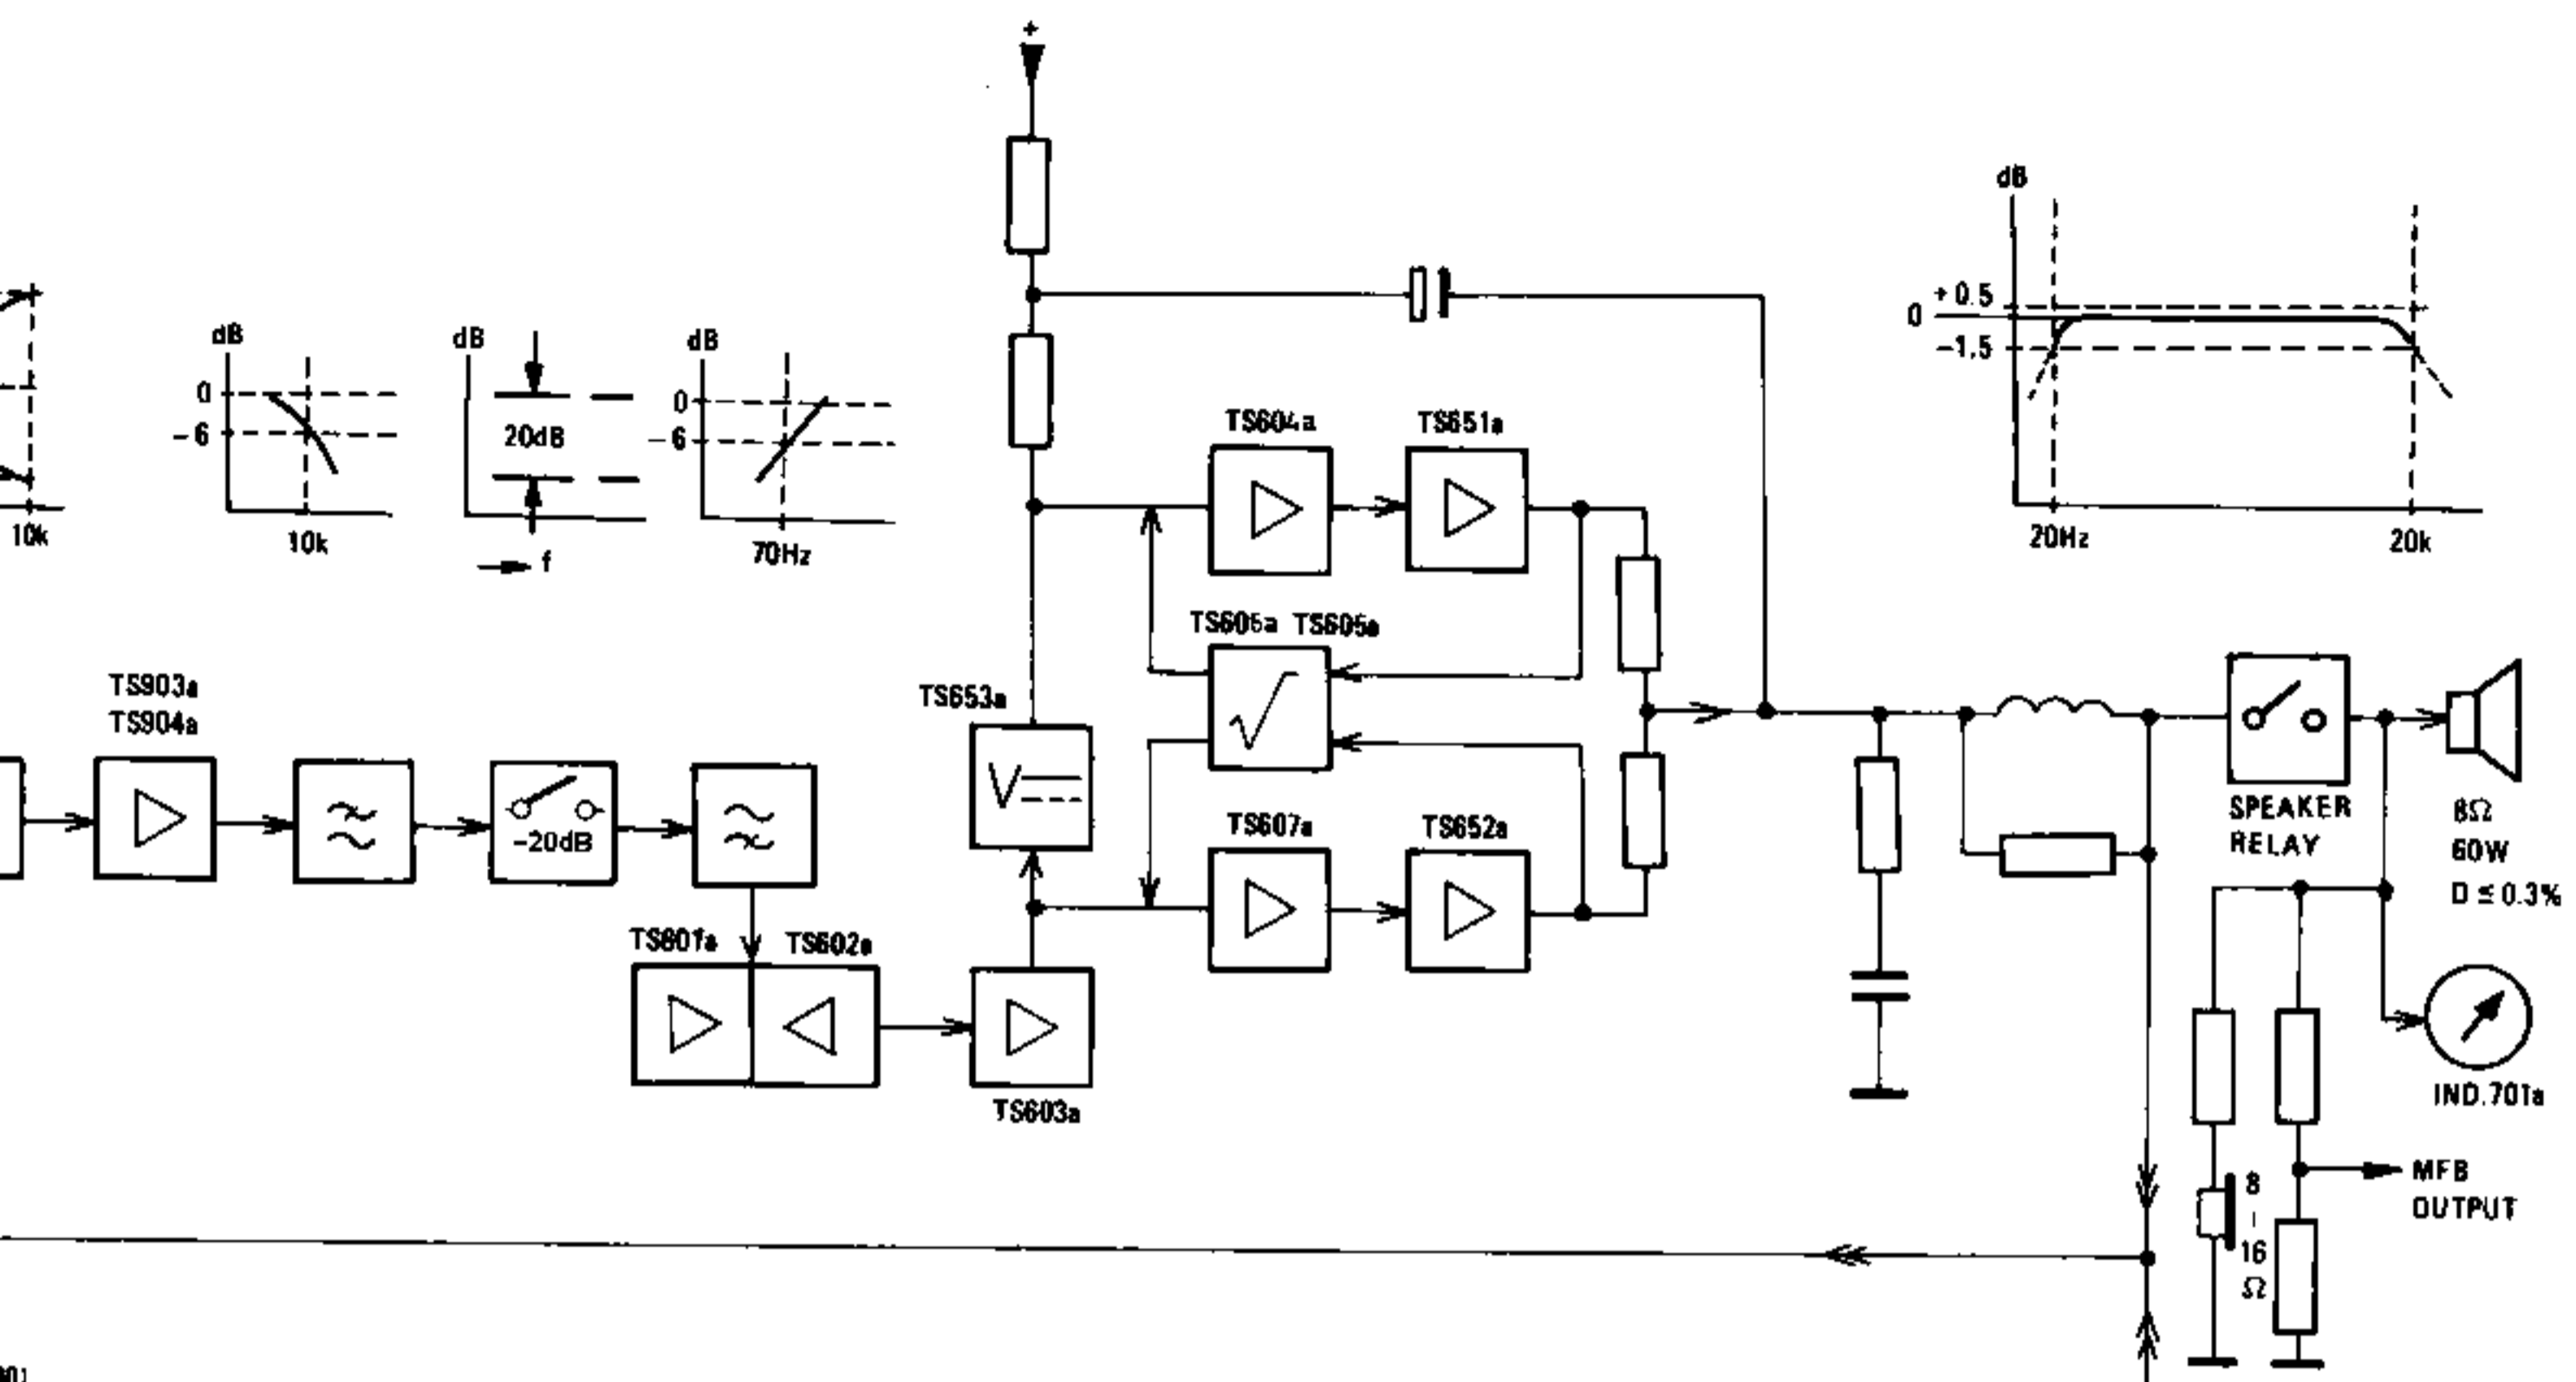 +
dB
+0.5
0
-1.5
20Hz
20k
10k
dB
0
-6
10k
dB
20dB
f
dB
0
-6
70Hz
TS604a
TS651a
TS605a
TS653a
TS903a
TS904a
-20dB
TS607a
TS652a
TS602a
TS603a
SPEAKER
RELAY
8Ω
60W
D ≤ 0.3%
IND.701a
MFB
OUTPUT
8
-
16
Ω